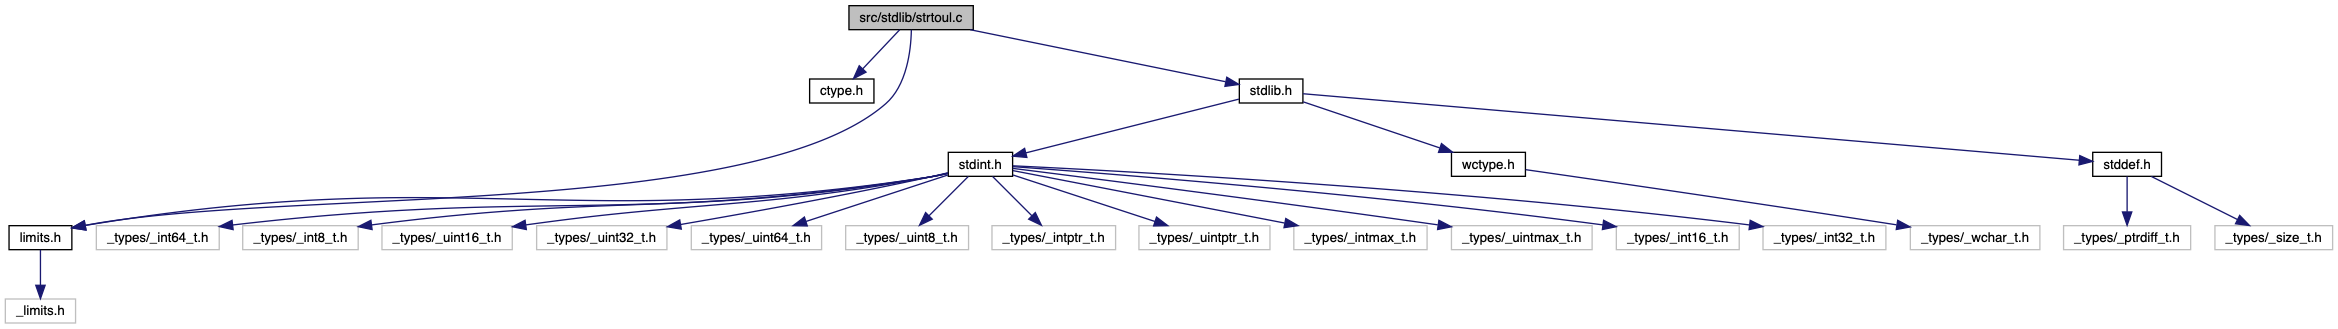 src/stdlib/strtoul.c
ctype.h
stdlib.h
stdint.h
wctype.h
stddef.h
limits.h
_types/_int64_t.h
_types/_int8_t.h
_types/_uint16_t.h
_types/_uint32_t.h
_types/_uint64_t.h
_types/_uint8_t.h
_types/_intptr_t.h
_types/_uintptr_t.h
_types/_intmax_t.h
_types/_uintmax_t.h
_types/_int16_t.h
_types/_int32_t.h
_types/_wchar_t.h
_types/_ptrdiff_t.h
_types/_size_t.h
_limits.h